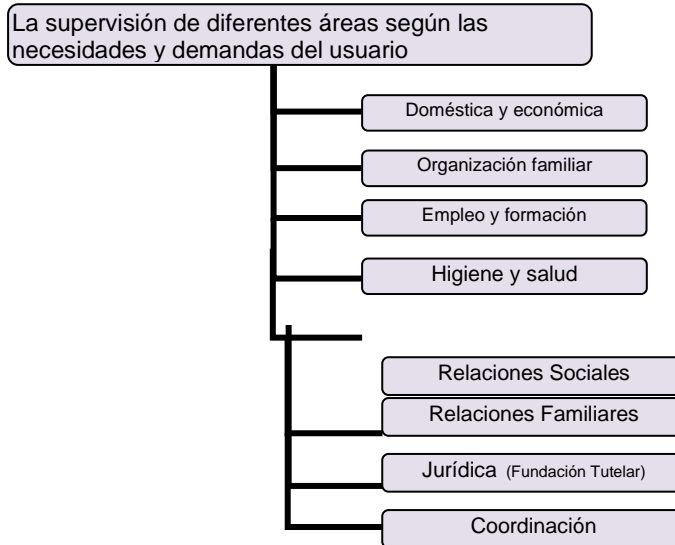 La supervisión de diferentes áreas según las
necesidades y demandas del usuario
Doméstica y económica
Organización familiar
Empleo y formación
Higiene y salud
Relaciones Sociales
Relaciones Familiares
Jurídica (Fundación Tutelar)
Coordinación